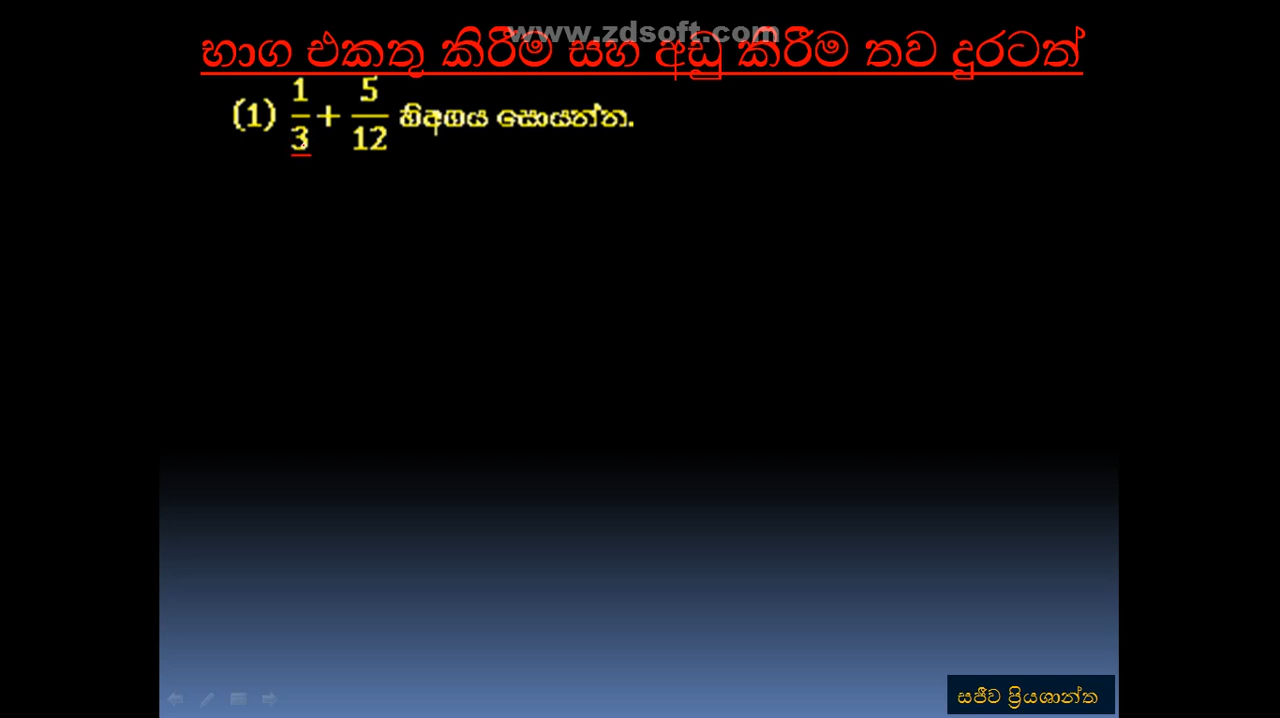 www.zdsoft.com
භාග එකතු කිරීම සහ අඩු කිරීම තව දුරටත්
(1) 1/3 + 5/12 හිඅගය සොයන්න.
සජීව ප්‍රියශාන්ත